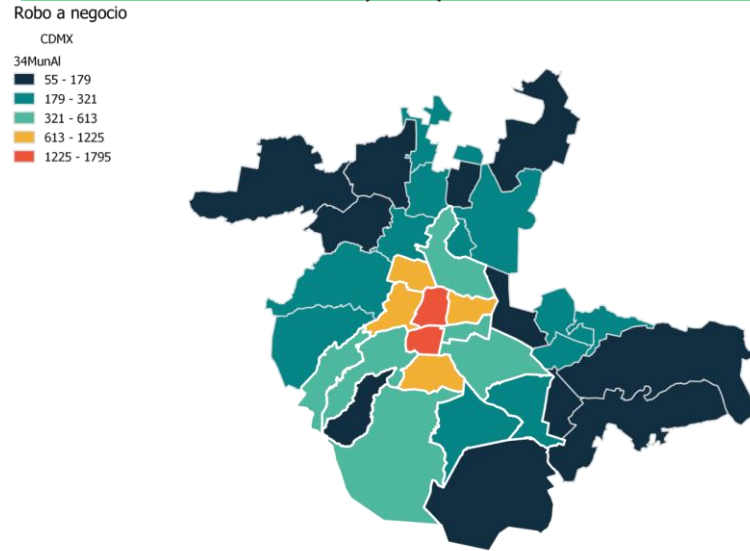 Robo a negocio
CDMX
34MunAl
55 - 179
179 - 321
321 - 613
613 - 1225
1225 - 1795